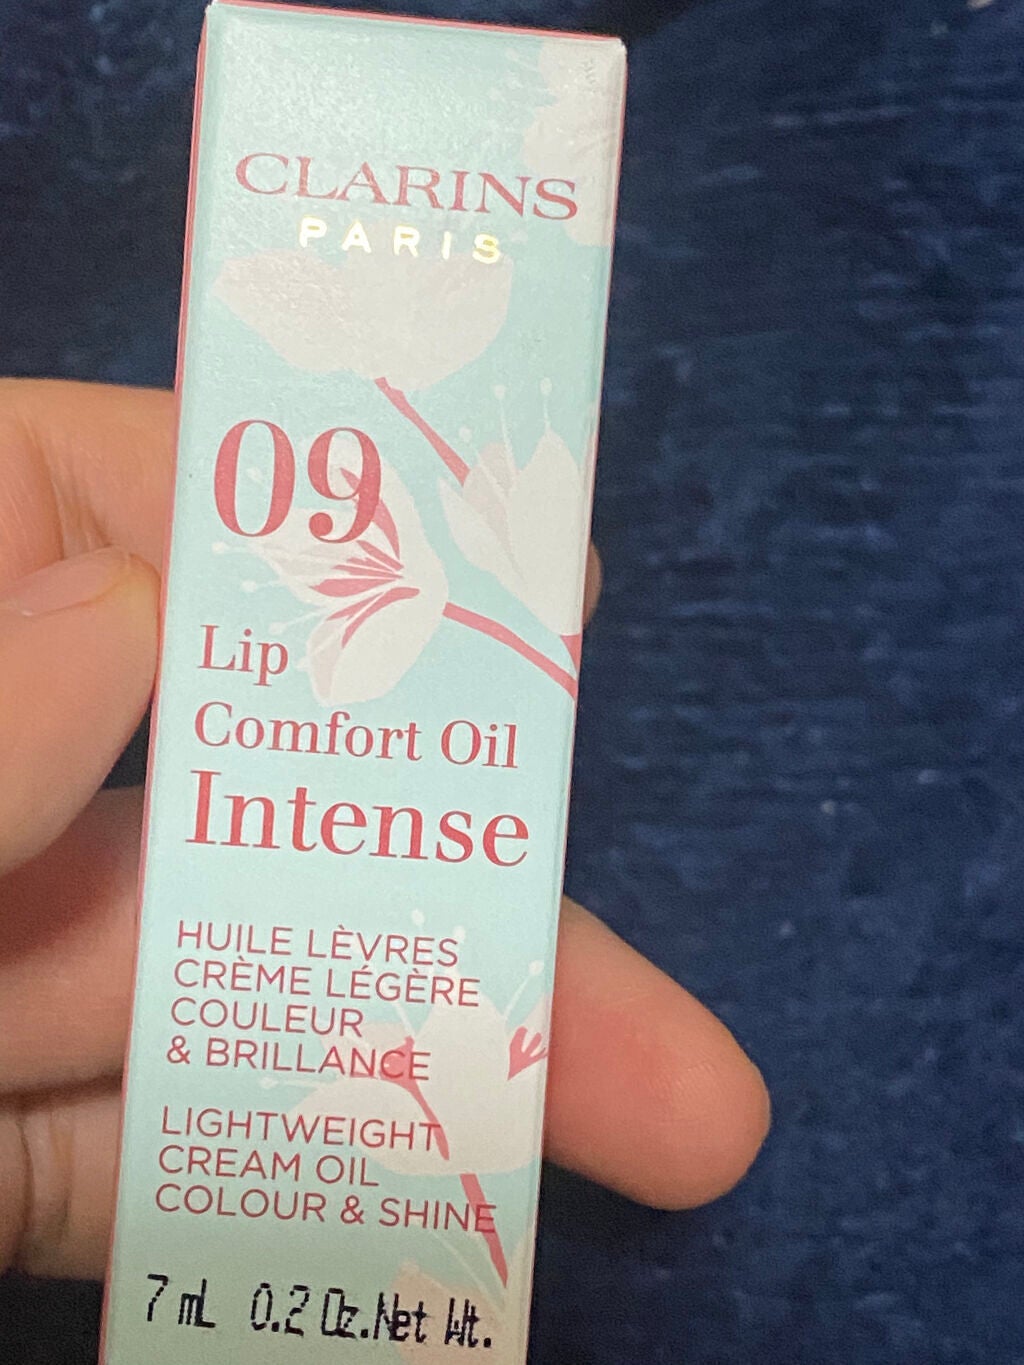 CLARINS
PARIS
09
Lip
Comfort Oil
Intense
HUILE LÈVRES
CRÈME LÉGÈRE
COULEUR
& BRILLANCE
LIGHTWEIGHT
CREAM OIL
COLOUR & SHINE
7 mL 0.2 Oz.Net Wt.